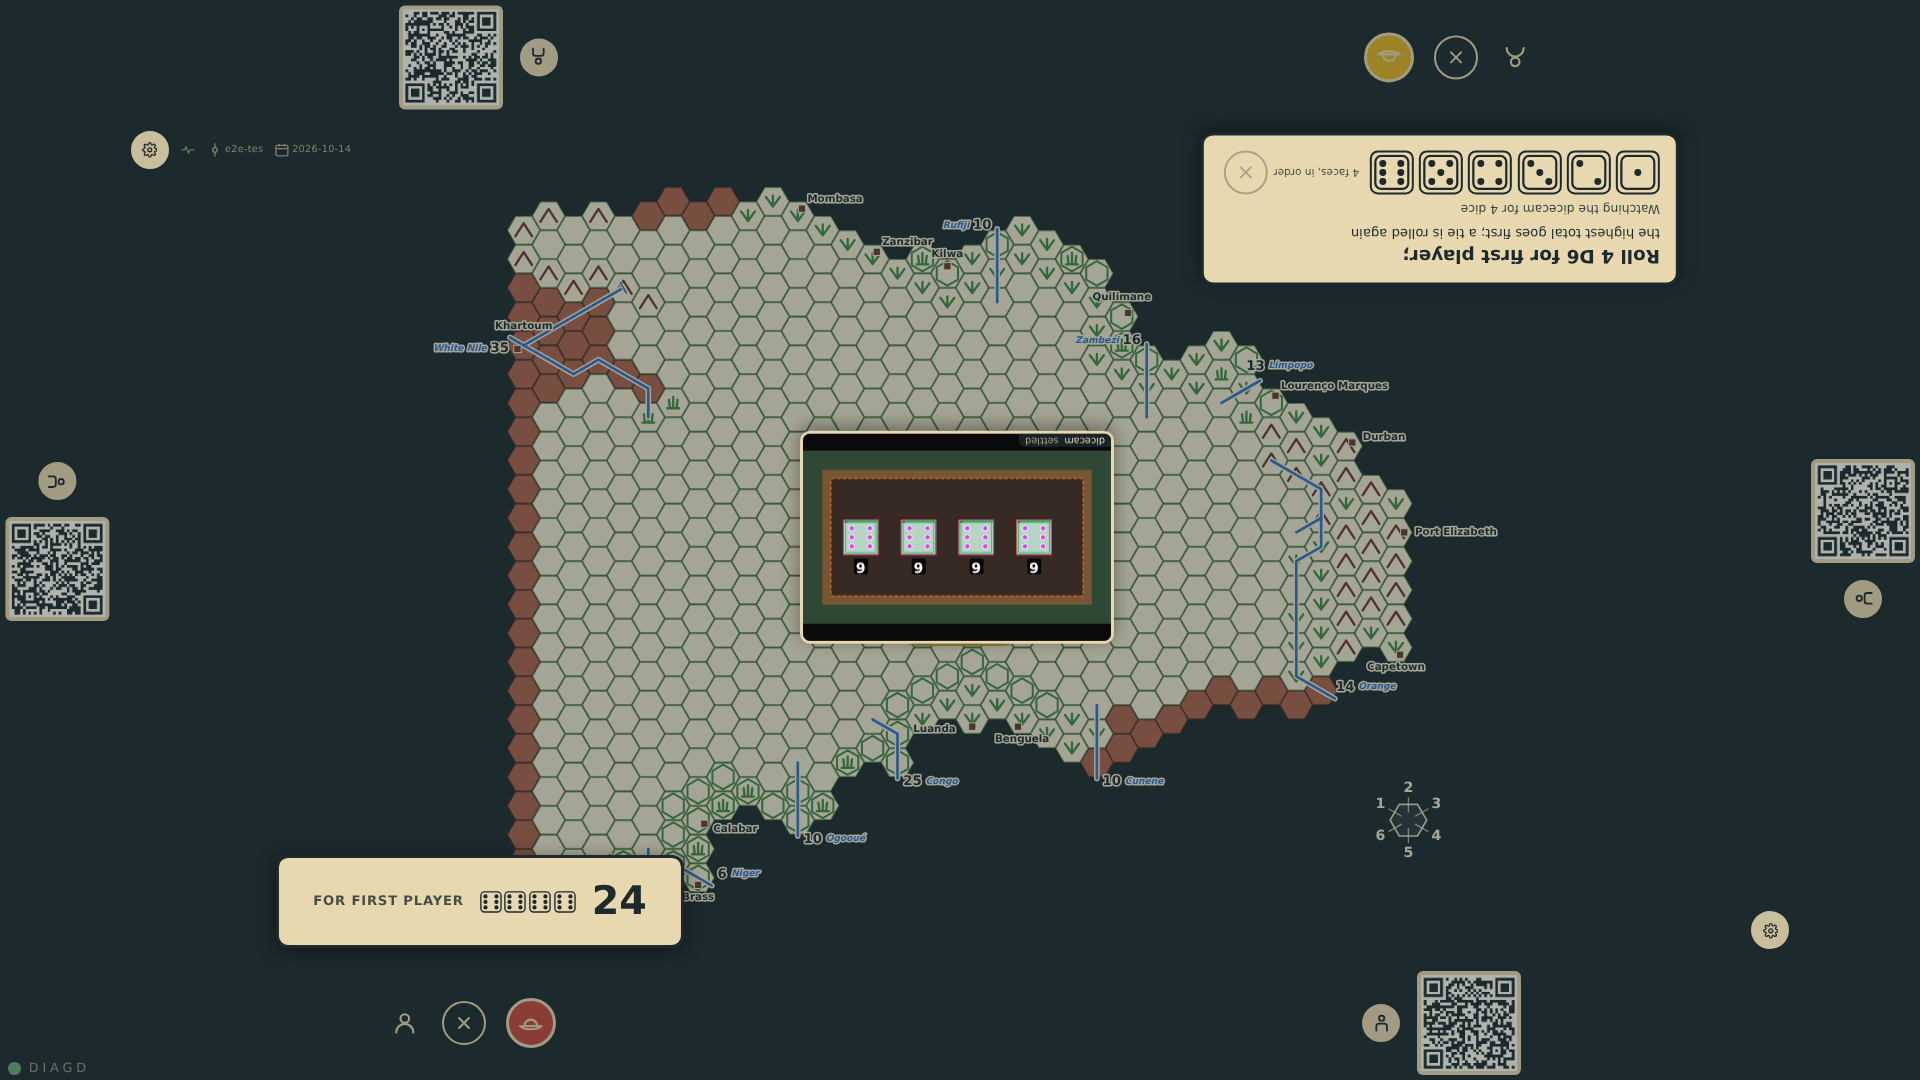 e2e-tes 2026-10-14
Roll 4 D6 for first player;
the highest total goes first; a tie is rolled again
Watching the dicecam for 4 dice
4 faces, in order
Mombasa
Rufiji 10
Zanzibar
Kilwa
Quilimane
Khartoum
White Nile 35
Zambezi 16
13 Limpopo
Lourenço Marques
Durban
Port Elizabeth
dicecam settled
9 9 9 9
Capetown
14 Orange
Luanda
Benguela
25 Congo
10 Cunene
Calabar
10 Ogooué
6 Niger
Brass
2
1 3
6 4
5
FOR FIRST PLAYER 24
DIAGD